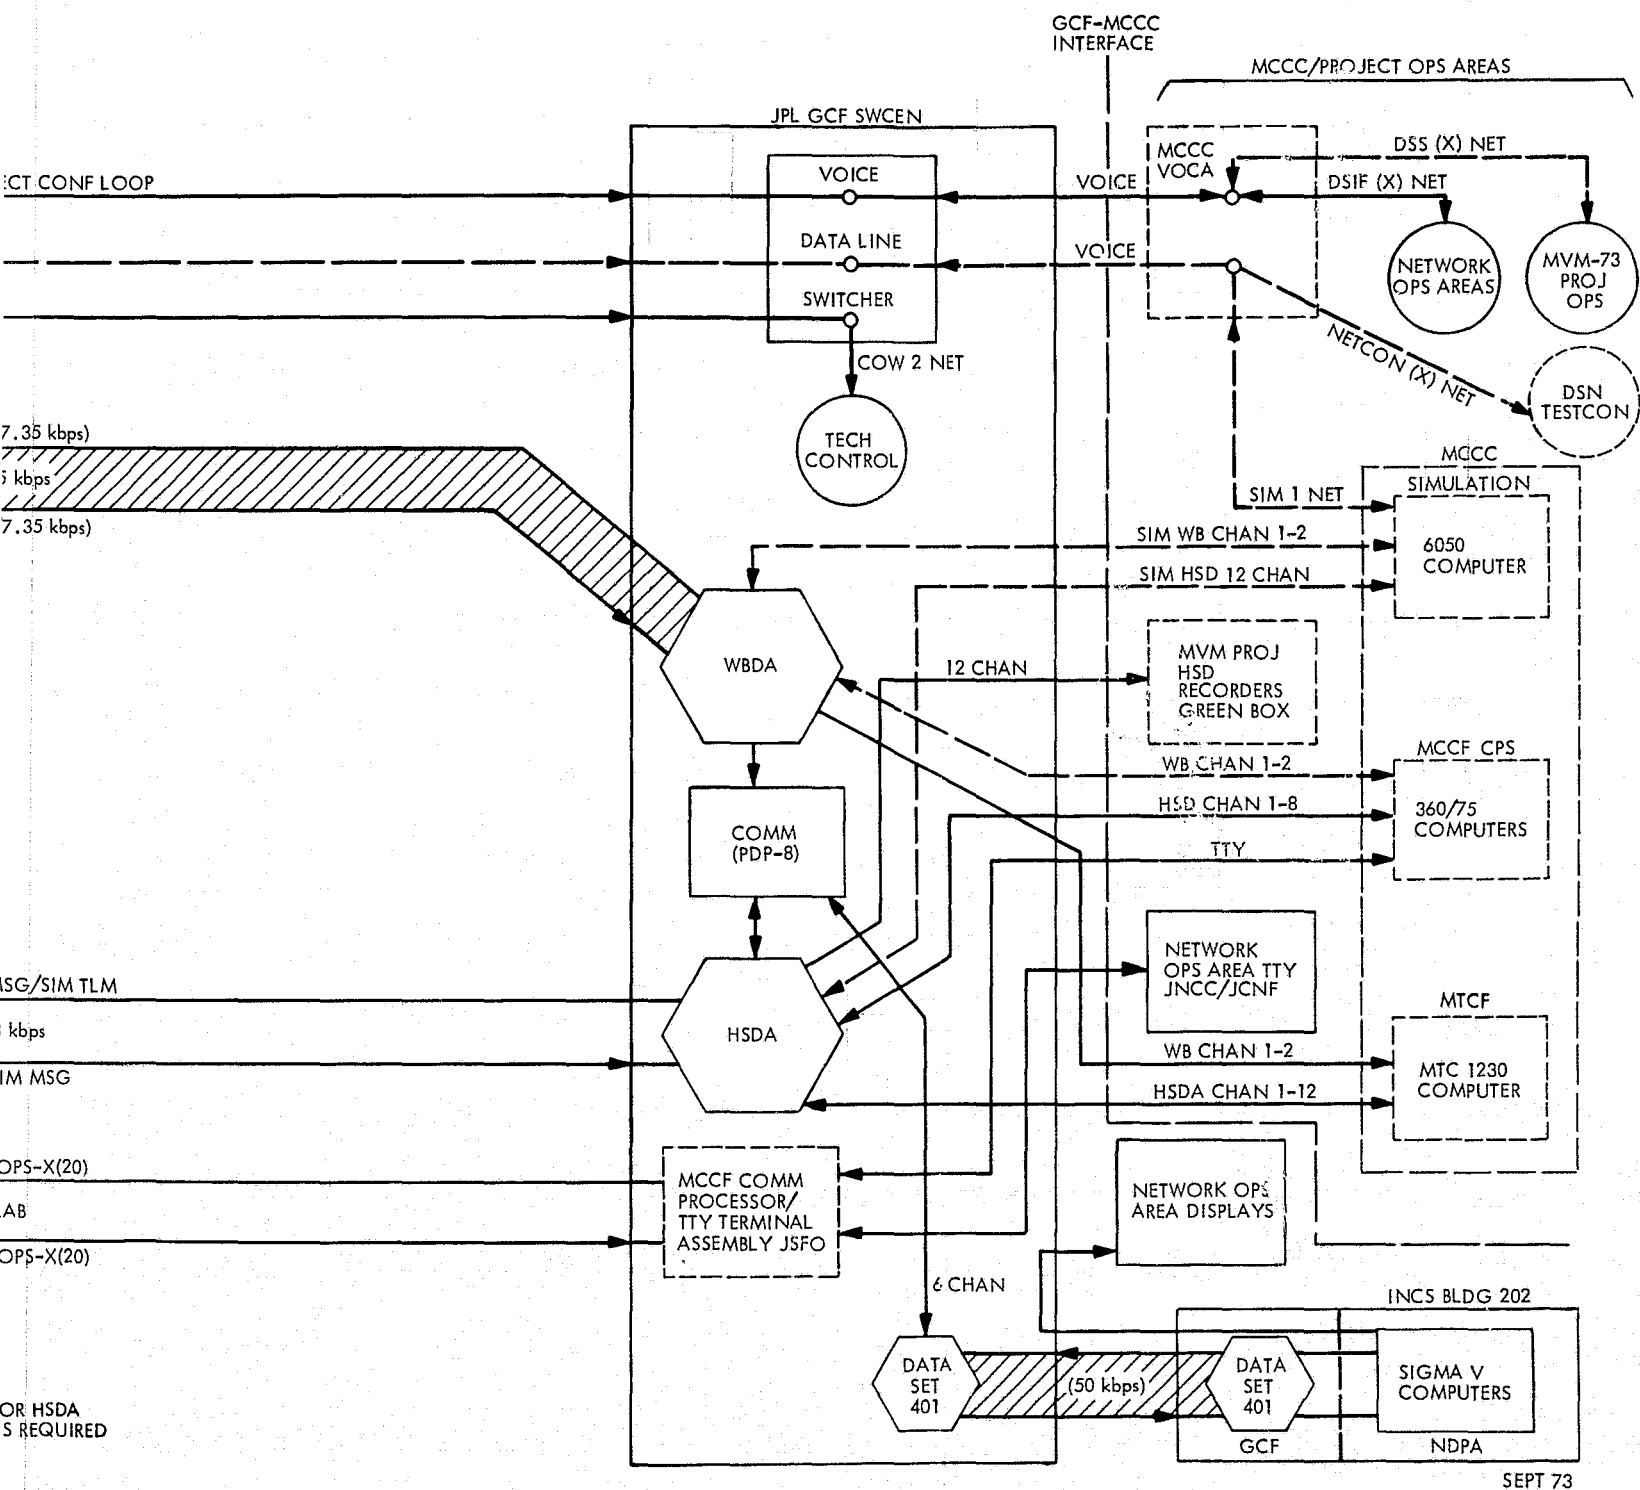 GCF-MCCC
INTERFACE
MCCC/PROJECT OPS AREAS
JPL GCF SWCEN
MCCC
VOCA
DSS (X) NET
VOICE
ECT CONF LOOP
VOICE
DSIF (X) NET
DATA LINE
VOICE
NETWORK
OPS AREAS
MVM-73
PROJ
OPS
SWITCHER
COW 2 NET
NETCON (X) NET
DSN
TESTCON
TECH
CONTROL
7.35 kbps)
5 kbps
7.35 kbps)
MCCC
SIMULATION
SIM 1 NET
SIM WB CHAN 1-2
6050
COMPUTER
SIM HSD 12 CHAN
WBDA
12 CHAN
MVM PROJ
HSD
RECORDERS
GREEN BOX
MCCF CPS
WB CHAN 1-2
HSD CHAN 1-8
360/75
COMPUTERS
TTY
COMM
(PDP-8)
NETWORK
OPS AREA TTY
JNCC/JCNF
MSG/SIM TLM
kbps
IM MSG
HSDA
MTCF
WB CHAN 1-2
MTC 1230
COMPUTER
HSDA CHAN 1-12
OPS-X(20)
LAB
OPS-X(20)
MCCF COMM
PROCESSOR/
TTY TERMINAL
ASSEMBLY JSFO
NETWORK OPS
AREA DISPLAYS
6 CHAN
INCS BLDG 202
DATA
SET
401
(50 kbps)
DATA
SET
401
SIGMA V
COMPUTERS
GCF
NDPA
OR HSDA
S REQUIRED
SEPT 73